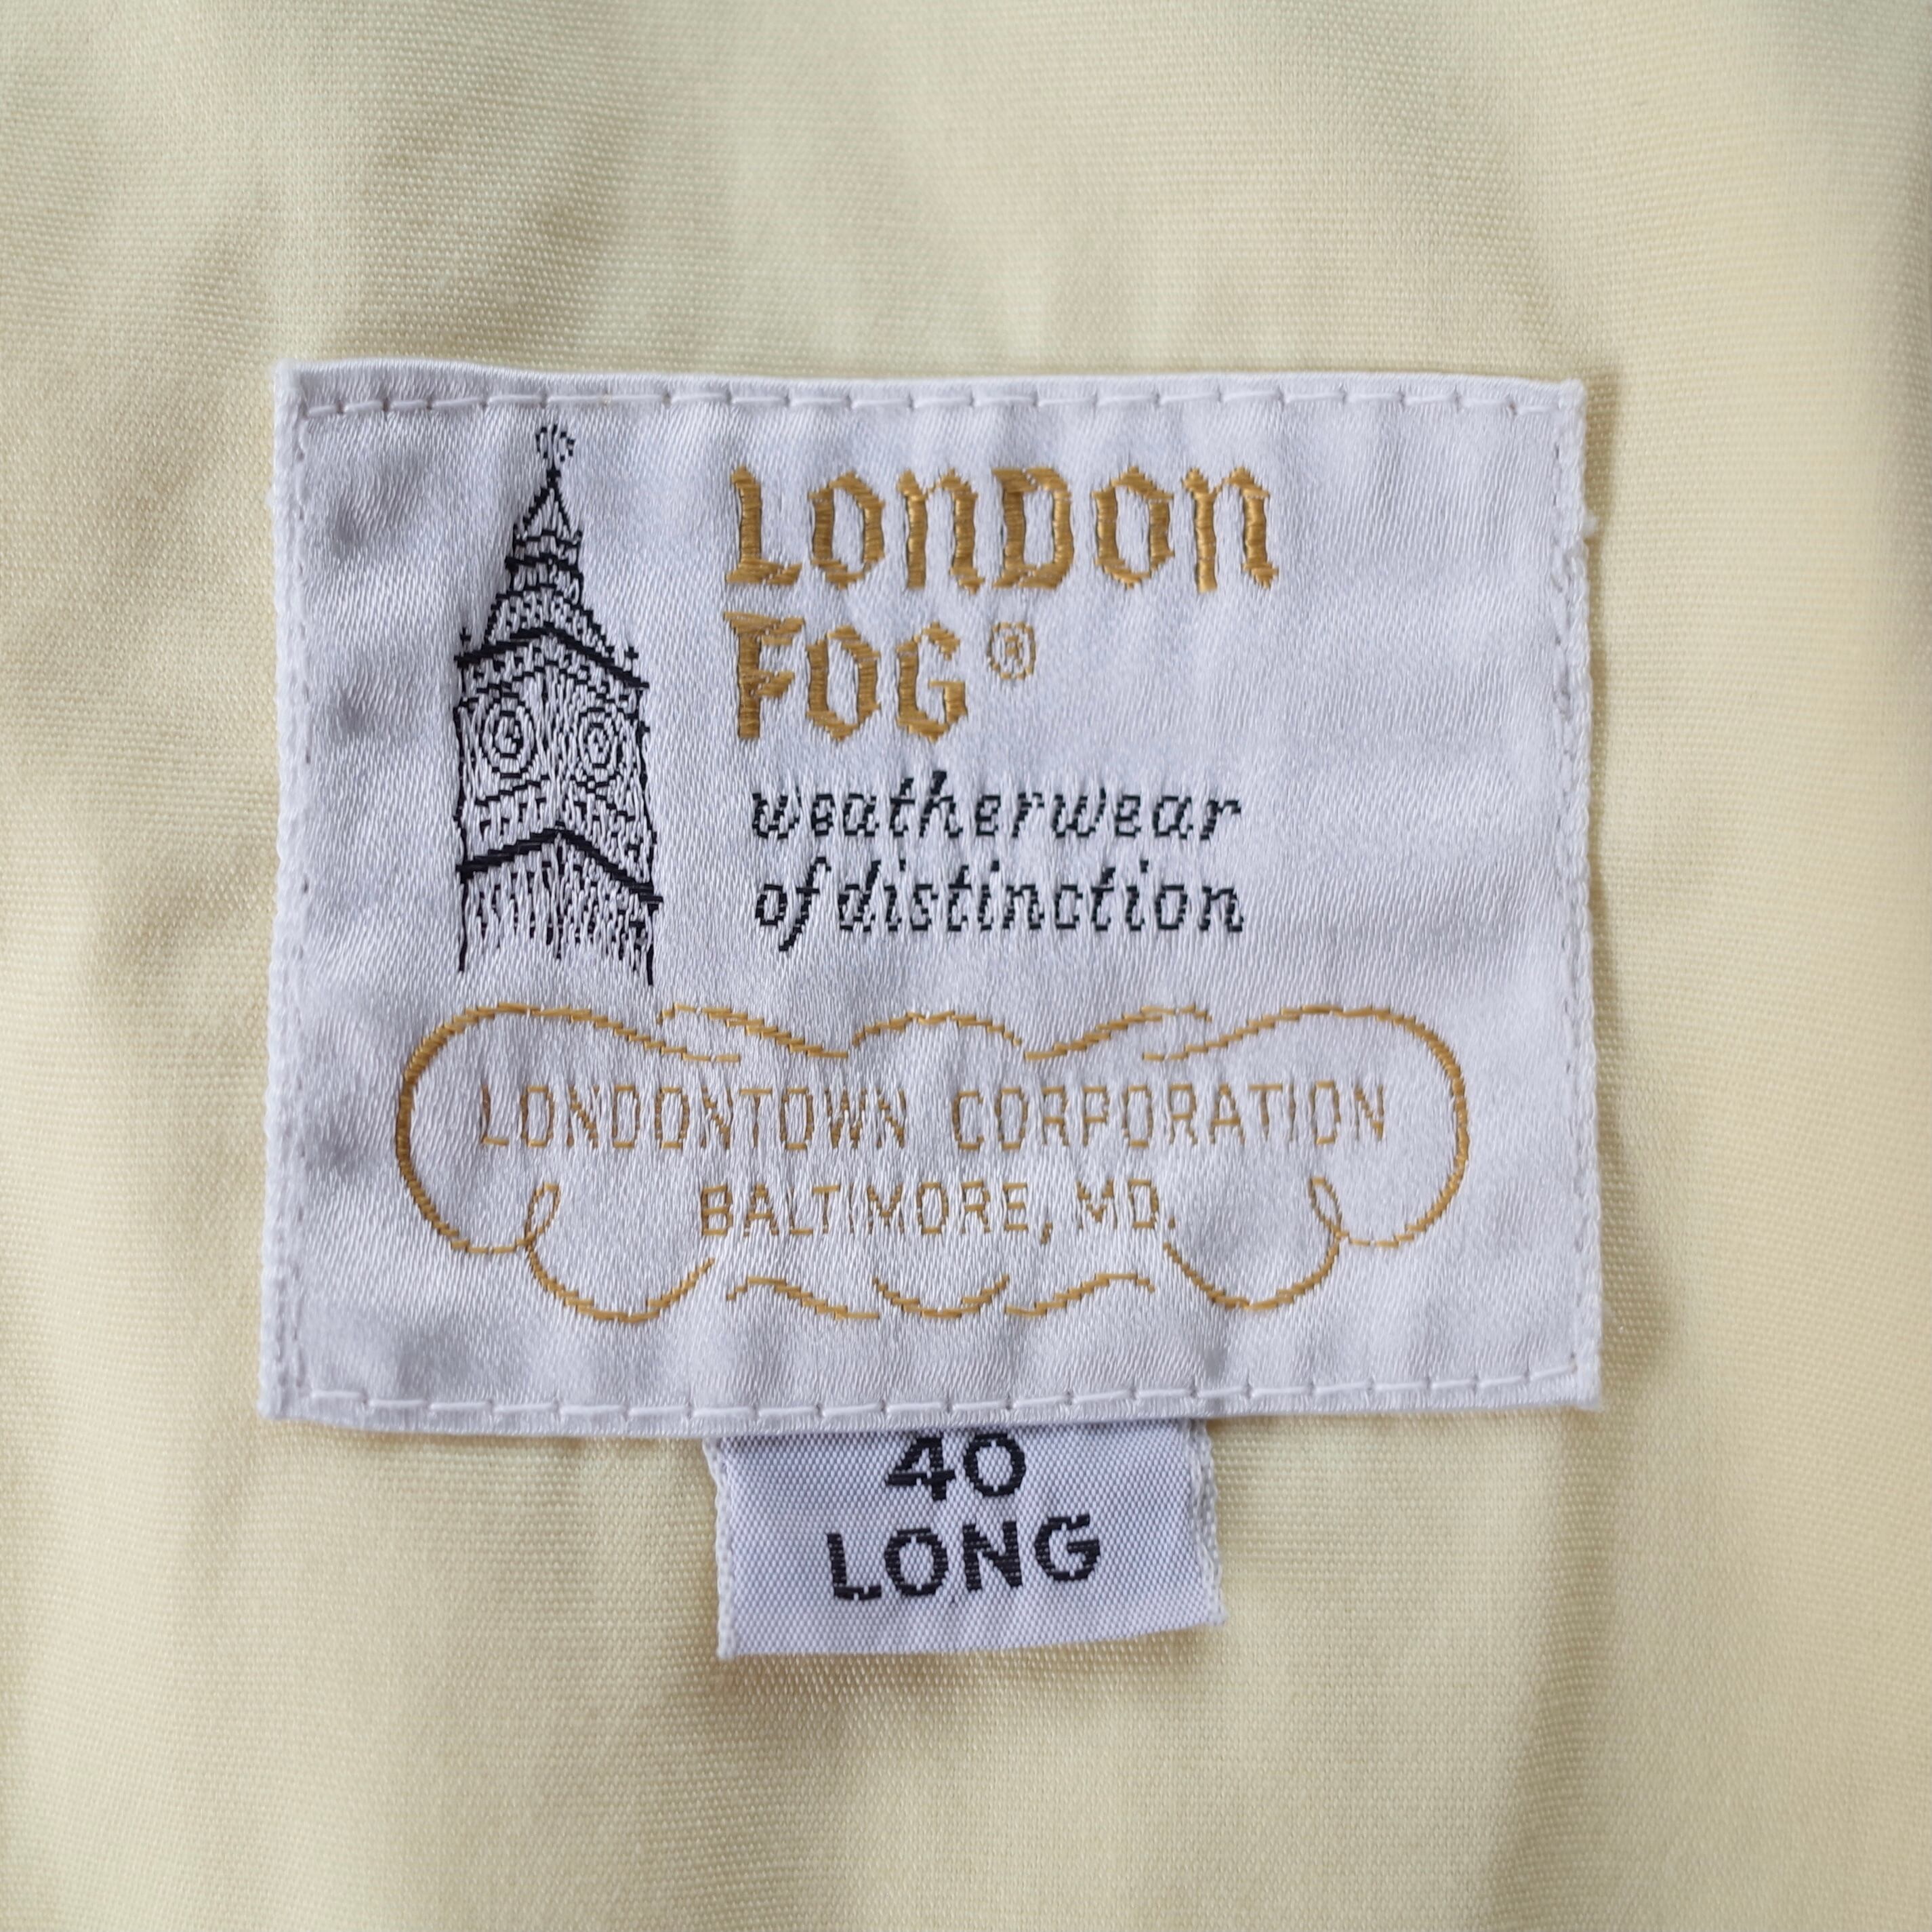 LONDON
FOG®
weatherwear
of distinction
LONDONTOWN CORPORATION
BALTIMORE, MD.
40
LONG